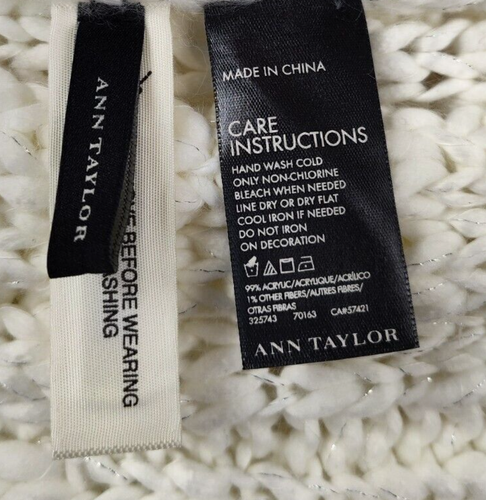 ANN TAYLOR
BEFORE WEARING
MADE IN CHINA
CARE
INSTRUCTIONS
HAND WASH COLD
ONLY NON-CHLORINE
BLEACH WHEN NEEDED
LINE DRY OR DRY FLAT
COOL IRON IF NEEDED
DO NOT IRON
ON DECORATION
99% ACRYLIC/ACRYLIQUE/ACRÍLICO
1% OTHER FIBERS/AUTRES FIBRES/
OTRAS FIBRAS
325743 70163 CA#57421
ANN TAYLOR